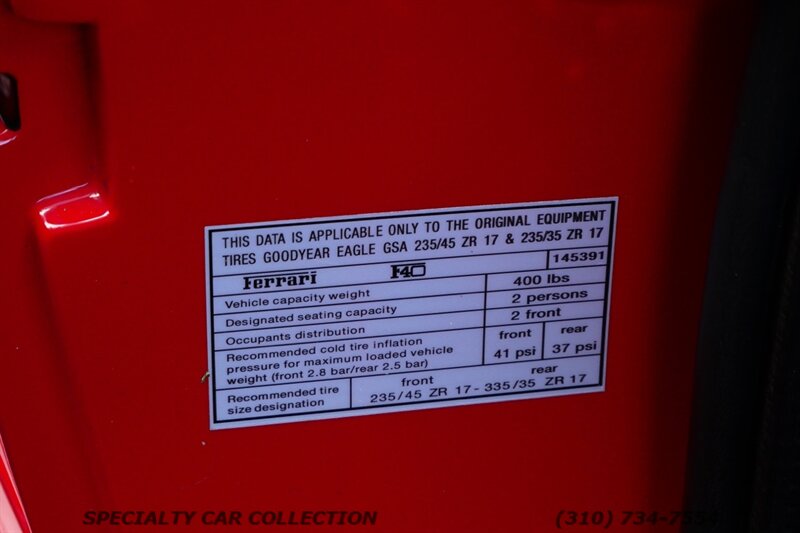 THIS DATA IS APPLICABLE ONLY TO THE ORIGINAL EQUIPMENT
TIRES GOODYEAR EAGLE GSA 235/45 ZR 17 & 235/35 ZR 17
Ferrari F40 145391
Vehicle capacity weight 400 lbs
Designated seating capacity 2 persons
Occupants distribution 2 front
Recommended cold tire inflation front rear
pressure for maximum loaded vehicle 41 psi 37 psi
weight (front 2.8 bar/rear 2.5 bar)
Recommended tire front rear
size designation 235/45 ZR 17 - 335/35 ZR 17
SPECIALTY CAR COLLECTION (310) 734-7554